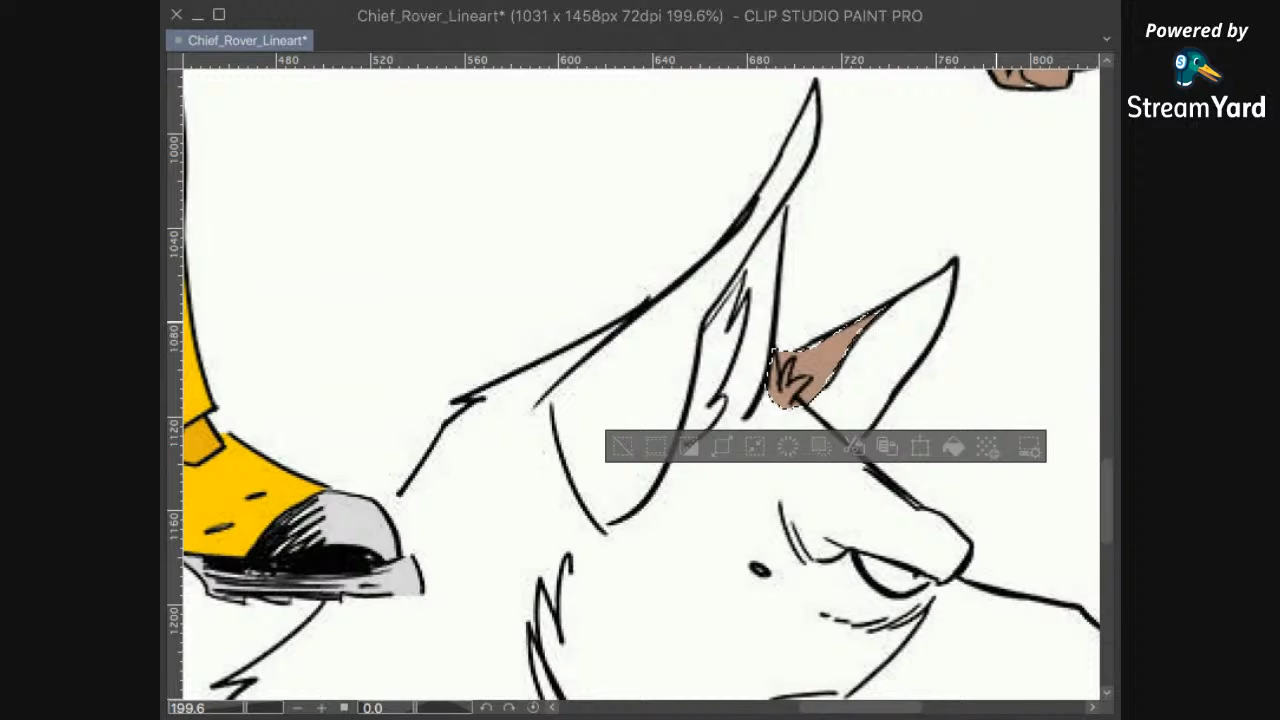 Chief_Rover_Lineart* (1031 x 1458px 72dpi 199.6%) - CLIP STUDIO PAINT PRO
Powered by
StreamYard
Chief_Rover_Lineart*
480 520 560 600 640 680 720 760 800
1000
1040
1080
1120
1160
1200
199.6 0.0